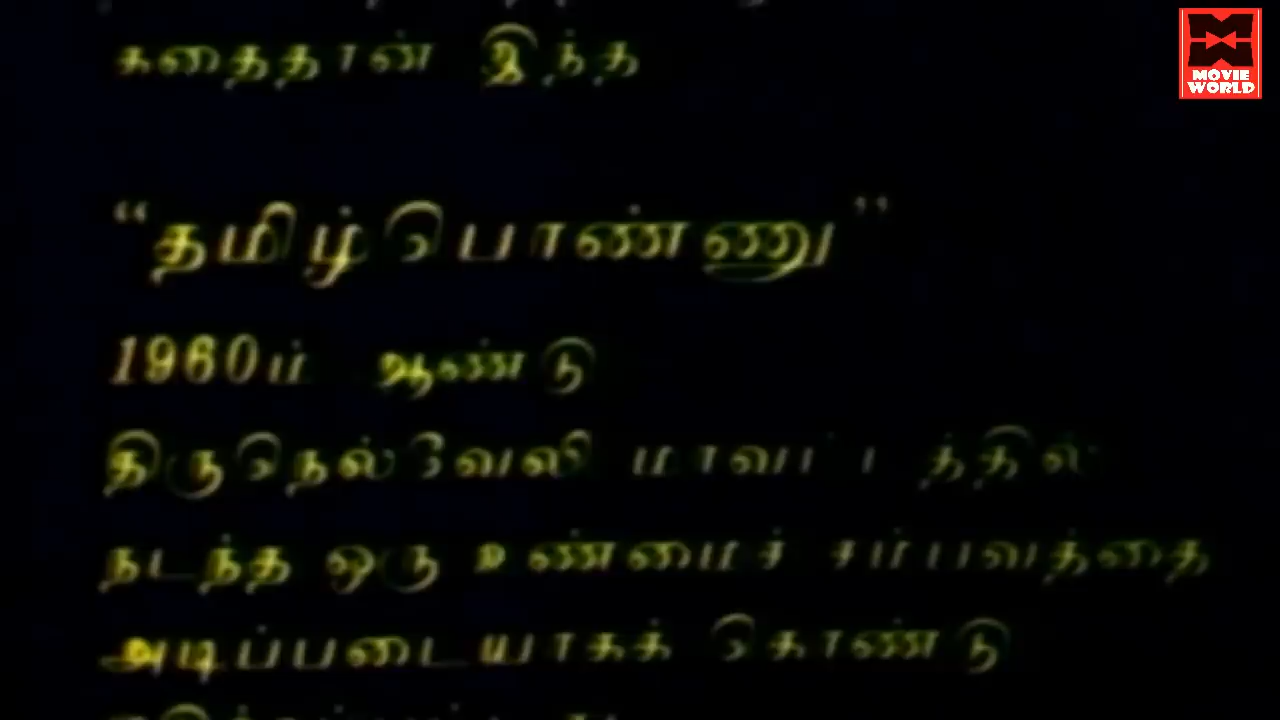 கதைதான் இந்த
MOVIE
WORLD
“தமிழ்பொண்ணு”
1960ம் ஆண்டு
திருநெல்வேலி மாவட்டத்தில்
நடந்த ஒரு உண்மைச் சம்பவத்தை
அடிப்படையாகக் கொண்டு